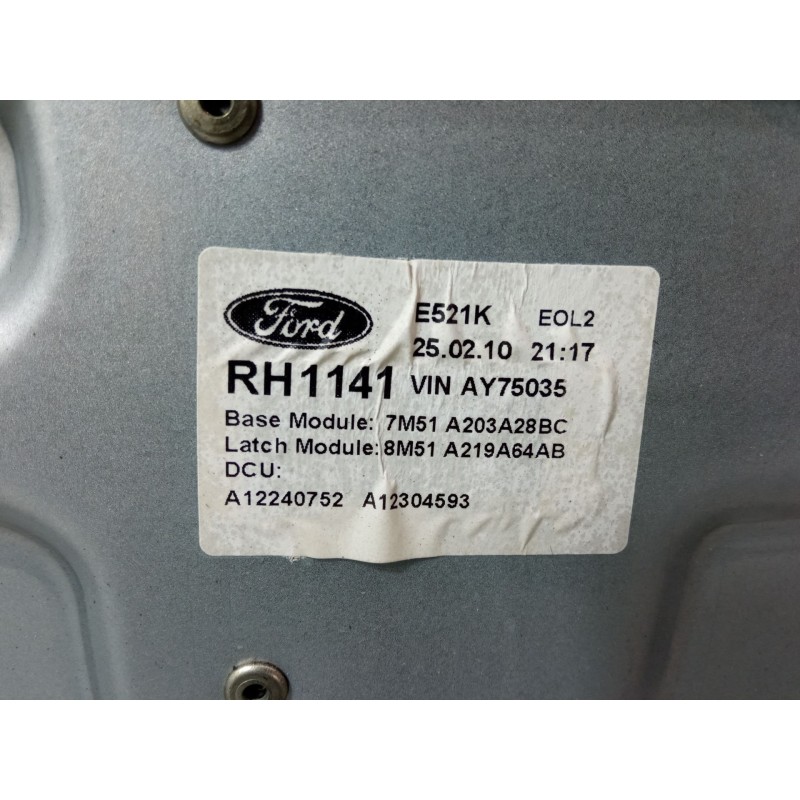 Ford E521K EOL2
25.02.10 21:17
RH1141 VIN AY75035
Base Module: 7M51 A203A28BC
Latch Module:8M51 A219A64AB
DCU:
A12240752 A12304593